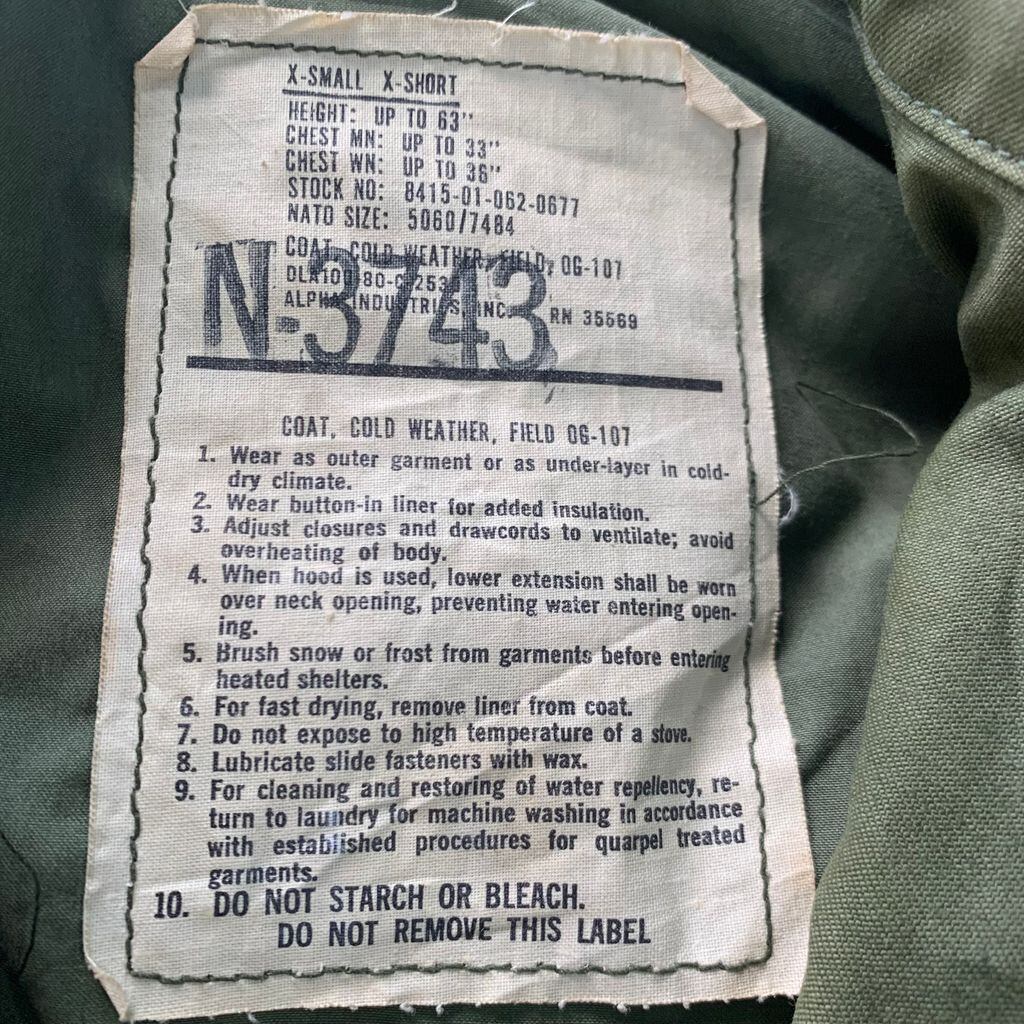 X-SMALL X-SHORT
HEIGHT: UP TO 63"
CHEST MN: UP TO 33"
CHEST WN: UP TO 36"
STOCK NO: 8415-01-062-0677
NATO SIZE: 5060/7484
COAT, COLD WEATHER, FIELD, OG-107
ALPHA INDUSTRIES, INC. RN 35569
N-3743
COAT, COLD WEATHER, FIELD OG-107
1. Wear as outer garment or as under-layer in cold-
dry climate.
2. Wear button-in liner for added insulation.
3. Adjust closures and drawcords to ventilate; avoid
overheating of body.
4. When hood is used, lower extension shall be worn
over neck opening, preventing water entering open-
ing.
5. Brush snow or frost from garments before entering
heated shelters.
6. For fast drying, remove liner from coat.
7. Do not expose to high temperature of a stove.
8. Lubricate slide fasteners with wax.
9. For cleaning and restoring of water repellency, re-
turn to laundry for machine washing in accordance
with established procedures for quarpel treated
garments.
10. DO NOT STARCH OR BLEACH.
DO NOT REMOVE THIS LABEL